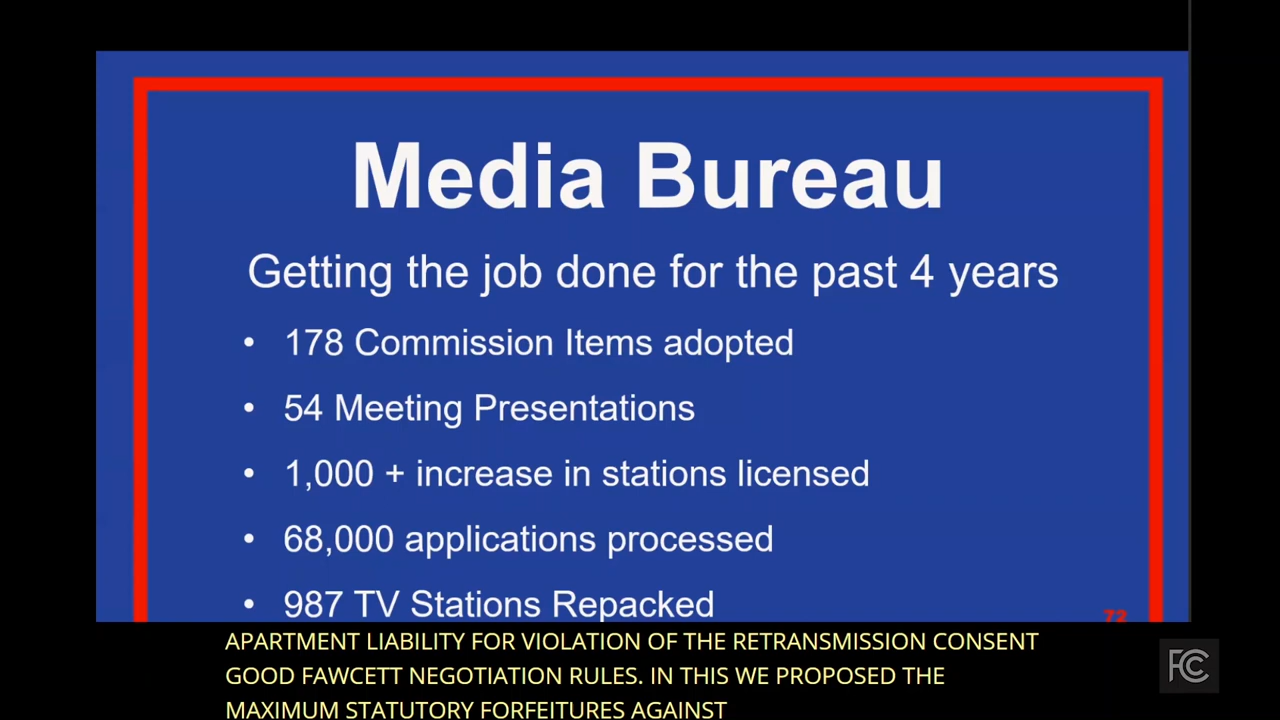 Media Bureau
Getting the job done for the past 4 years
• 178 Commission Items adopted
• 54 Meeting Presentations
• 1,000 + increase in stations licensed
• 68,000 applications processed
• 987 TV Stations Repacked
72
APARTMENT LIABILITY FOR VIOLATION OF THE RETRANSMISSION CONSENT
GOOD FAWCETT NEGOTIATION RULES. IN THIS WE PROPOSED THE
MAXIMUM STATUTORY FORFEITURES AGAINST
FCC